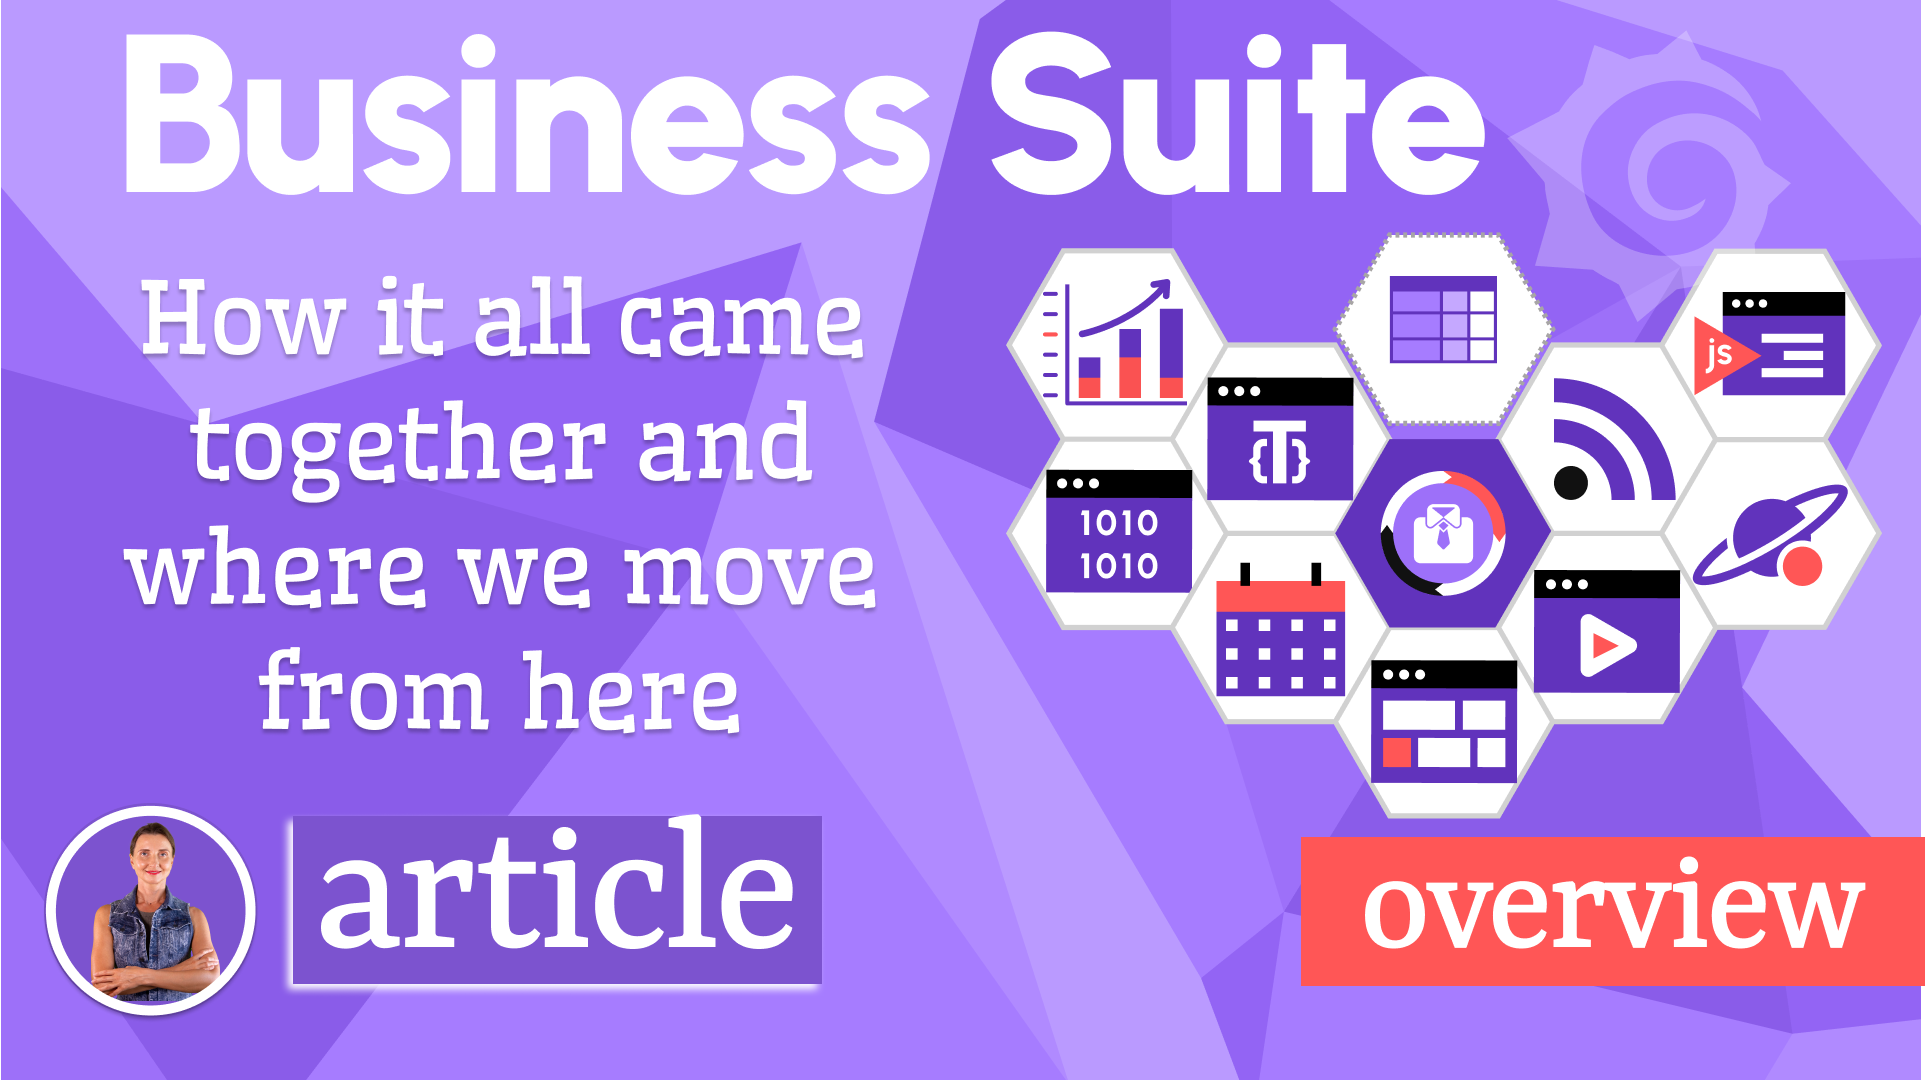 Business Suite
How it all came
together and
where we move
from here
js
{T}
1010
1010
article
overview